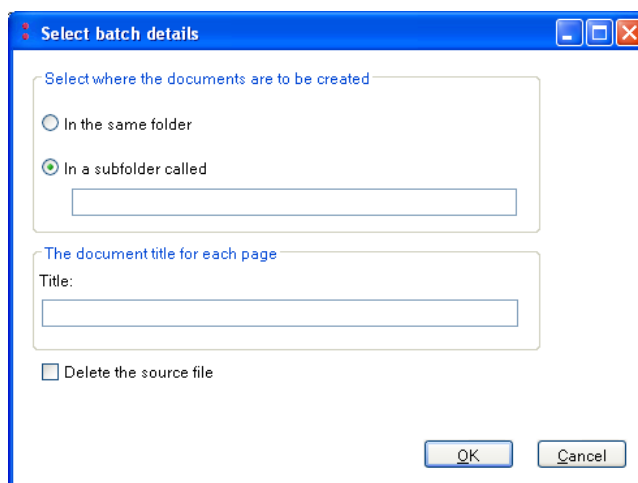 Select batch details
Select where the documents are to be created
In the same folder
In a subfolder called
The document title for each page
Title:
Delete the source file
OK
Cancel